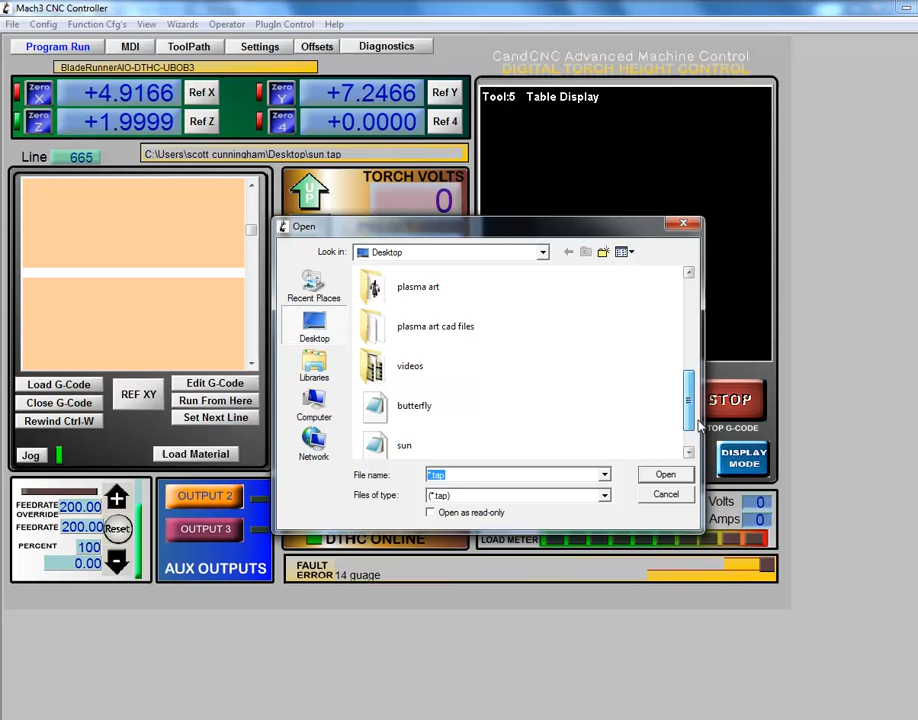 Mach3 CNC Controller
File Config Function Cfg's View Wizards Operator PlugIn Control Help
Program Run MDI ToolPath Settings Offsets Diagnostics
CandCNC Advanced Machine Control
DIGITAL TORCH HEIGHT CONTROL
BladeRunnerAIO-DTHC-UBOB3
Zero X +4.9166 Ref X Zero Y +7.2466 Ref Y
Zero Z +1.9999 Ref Z Zero 4 +0.0000 Ref 4
Tool:5 Table Display
Line 665 C:\Users\scott cunningham\Desktop\sun.tap
TORCH VOLTS
UP 0
Open
Look in: Desktop
Recent Places
Desktop
Libraries
Computer
Network
plasma art
plasma art cad files
videos
butterfly
sun
File name: *.tap Open
Files of type: (*.tap) Cancel
Open as read-only
Load G-Code
Close G-Code
Rewind Ctrl-W
REF XY
Edit G-Code
Run From Here
Set Next Line
Jog
Load Material
STOP
TOP G-CODE
DISPLAY MODE
FEEDRATE OVERRIDE 200.00
FEEDRATE 200.00 Reset
PERCENT 100
0.00
OUTPUT 2
OUTPUT 3
AUX OUTPUTS
DTHC ONLINE
Volts 0
Amps 0
LOAD METER
FAULT
ERROR 14 guage